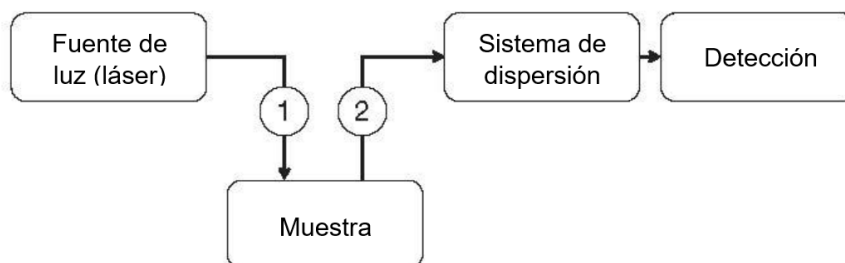 Fuente de
luz (láser)
1
2
Sistema de
dispersión
Detección
Muestra